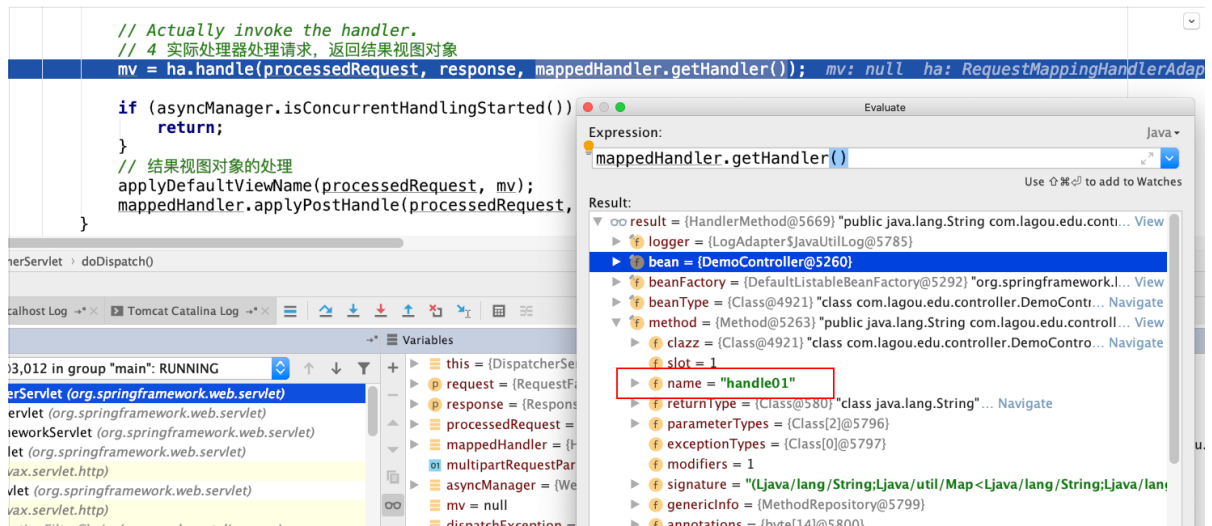 // Actually invoke the handler.
// 4 实际处理器处理请求，返回结果视图对象
mv = ha.handle(processedRequest, response, mappedHandler.getHandler()); mv: null ha: RequestMappingHandlerAdap
if (asyncManager.isConcurrentHandlingStarted())
return;
}
// 结果视图对象的处理
applyDefaultViewName(processedRequest, mv);
mappedHandler.applyPostHandle(processedRequest,
}
herServlet › doDispatch()
calhost Log
Tomcat Catalina Log
Variables
03,012 in group "main": RUNNING
erServlet (org.springframework.web.servlet)
ervlet (org.springframework.web.servlet)
neworkServlet (org.springframework.web.servlet)
let (org.springframework.web.servlet)
vax.servlet.http)
vlet (org.springframework.web.servlet)
vax.servlet.http)
this = {DispatcherSer
request = {RequestFa
response = {Respons
processedRequest =
mappedHandler = {H
multipartRequestPar
asyncManager = {We
mv = null
dispatchException =
Evaluate
Expression:
Java
mappedHandler.getHandler()
Use ⇧⌘⏎ to add to Watches
Result:
result = {HandlerMethod@5669} "public java.lang.String com.lagou.edu.contr... View
logger = {LogAdapter$JavaUtilLog@5785}
bean = {DemoController@5260}
beanFactory = {DefaultListableBeanFactory@5292} "org.springframework.b... View
beanType = {Class@4921} "class com.lagou.edu.controller.DemoContr... Navigate
method = {Method@5263} "public java.lang.String com.lagou.edu.controll... View
clazz = {Class@4921} "class com.lagou.edu.controller.DemoContro... Navigate
slot = 1
name = "handle01"
returnType = {Class@580} "class java.lang.String"... Navigate
parameterTypes = {Class[2]@5796}
exceptionTypes = {Class[0]@5797}
modifiers = 1
signature = "(Ljava/lang/String;Ljava/util/Map<Ljava/lang/String;Ljava/lang
genericInfo = {MethodRepository@5799}
annotations = {byte[14]@5800}